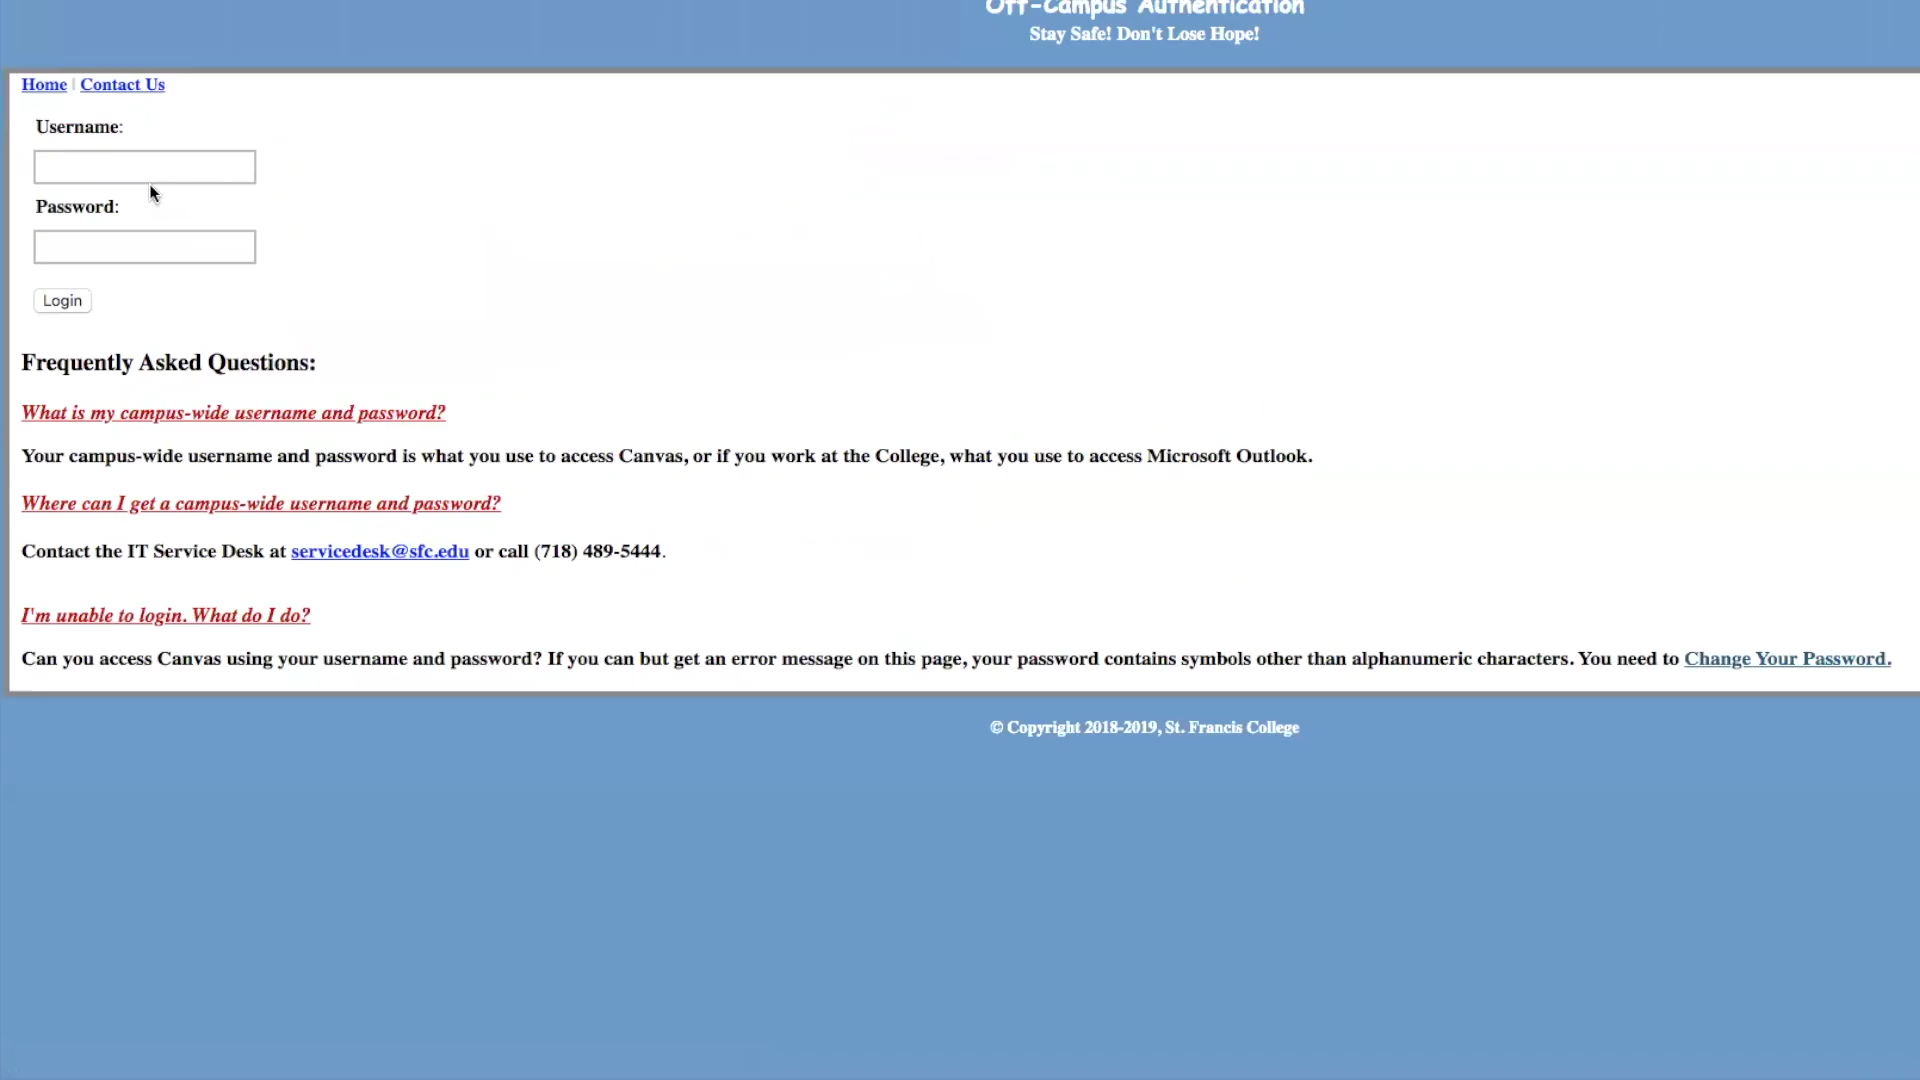 Off-Campus Authentication
Stay Safe! Don't Lose Hope!
Home | Contact Us
Username:
Password:
Login
Frequently Asked Questions:
What is my campus-wide username and password?
Your campus-wide username and password is what you use to access Canvas, or if you work at the College, what you use to access Microsoft Outlook.
Where can I get a campus-wide username and password?
Contact the IT Service Desk at servicedesk@sfc.edu or call (718) 489-5444.
I'm unable to login. What do I do?
Can you access Canvas using your username and password? If you can but get an error message on this page, your password contains symbols other than alphanumeric characters. You need to Change Your Password.
© Copyright 2018-2019, St. Francis College